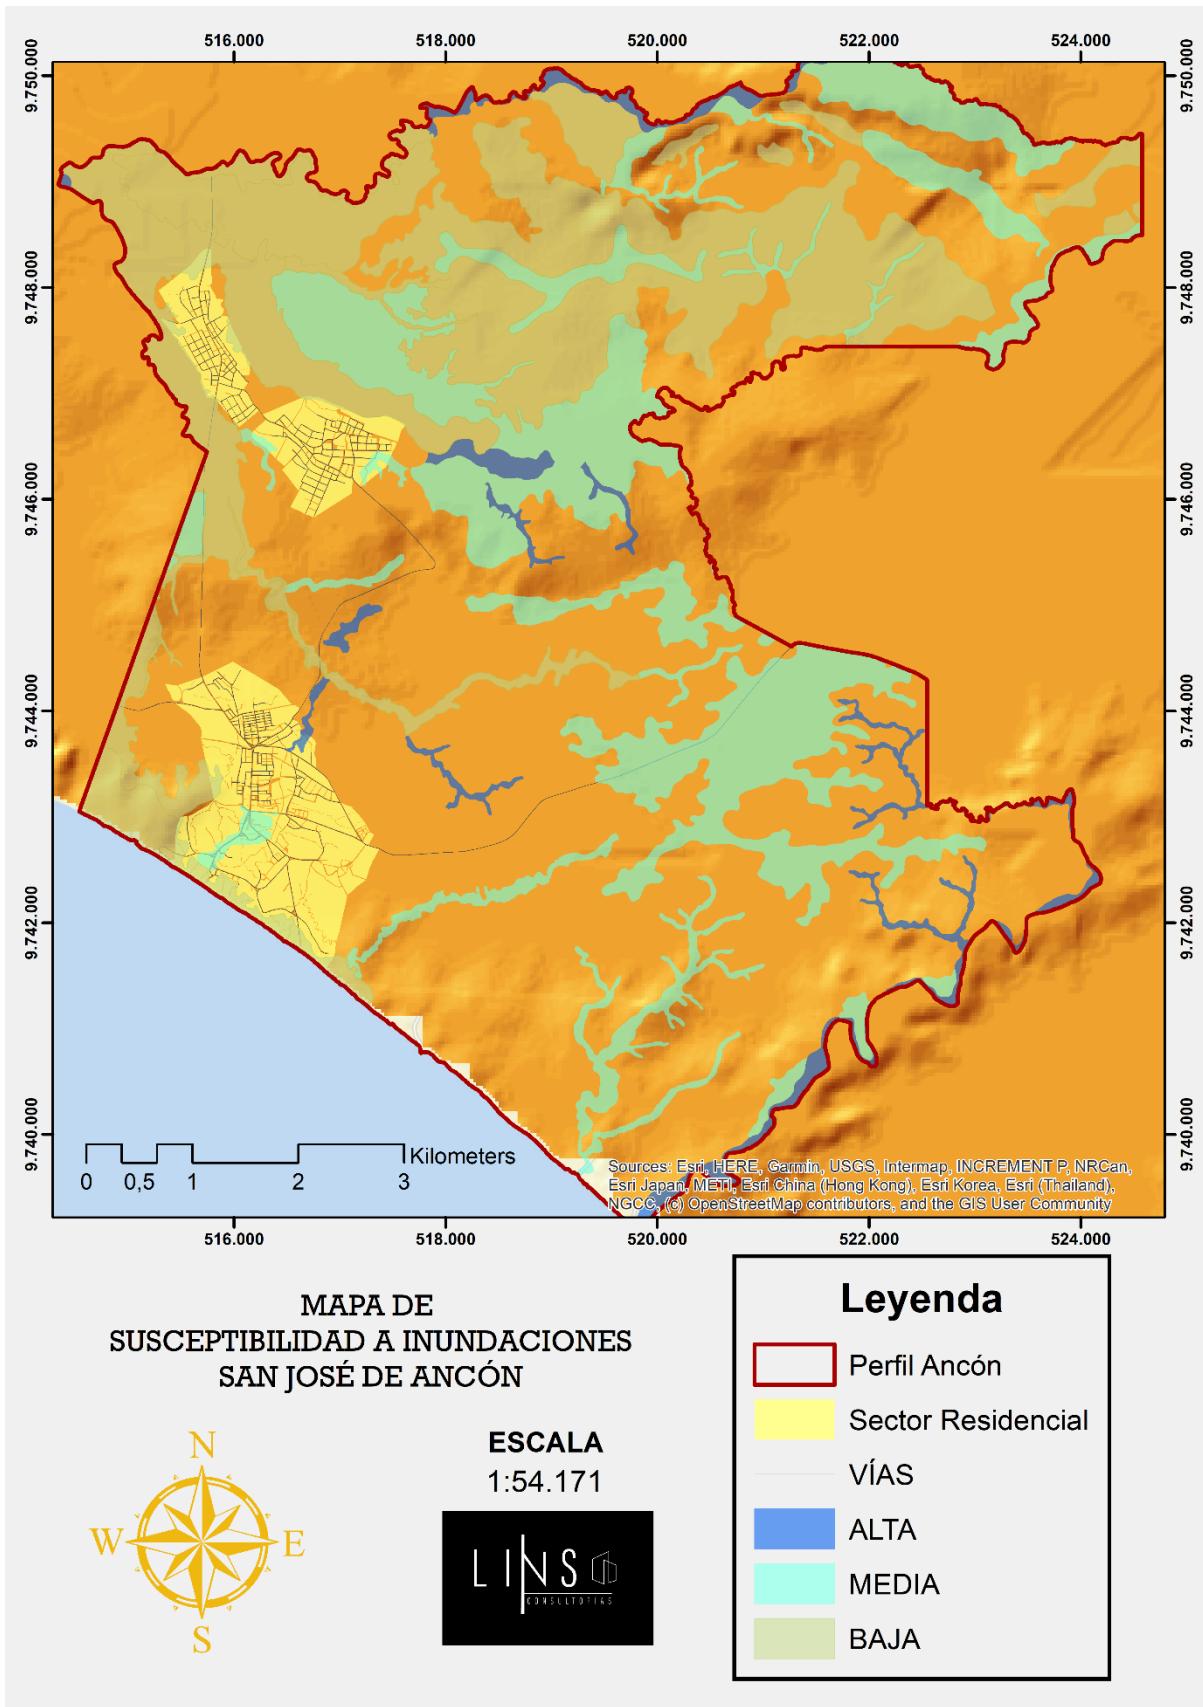 516.000 518.000 520.000 522.000 524.000
9.750.000 9.750.000
9.748.000 9.748.000
9.746.000 9.746.000
9.744.000 9.744.000
9.742.000 9.742.000
9.740.000 9.740.000
Kilometers
0 0,5 1 2 3
Sources: Esri, HERE, Garmin, USGS, Intermap, INCREMENT P, NRCan,
Esri Japan, METI, Esri China (Hong Kong), Esri Korea, Esri (Thailand),
NGCC, (c) OpenStreetMap contributors, and the GIS User Community
516.000 518.000 520.000 522.000 524.000
MAPA DE
SUSCEPTIBILIDAD A INUNDACIONES
SAN JOSÉ DE ANCÓN
N
W E
S
ESCALA
1:54.171
LINS
CONSULTORIAS
Leyenda
Perfil Ancón
Sector Residencial
VÍAS
ALTA
MEDIA
BAJA